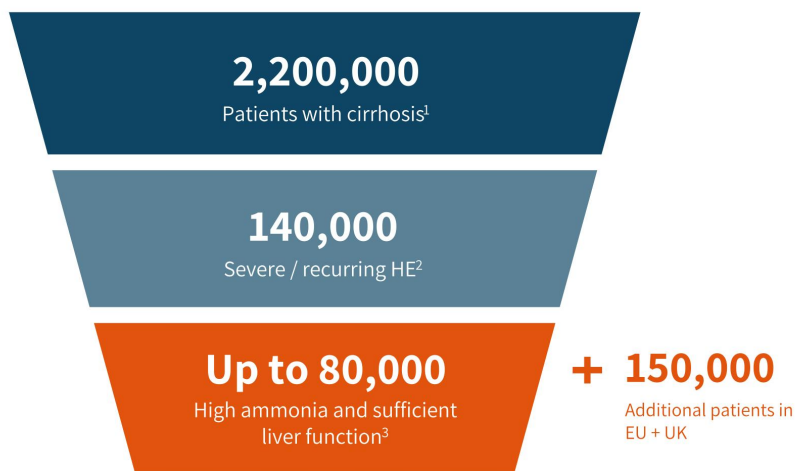 2,200,000
Patients with cirrhosis¹
140,000
Severe / recurring HE²
Up to 80,000
High ammonia and sufficient
liver function³
+ 150,000
Additional patients in
EU + UK